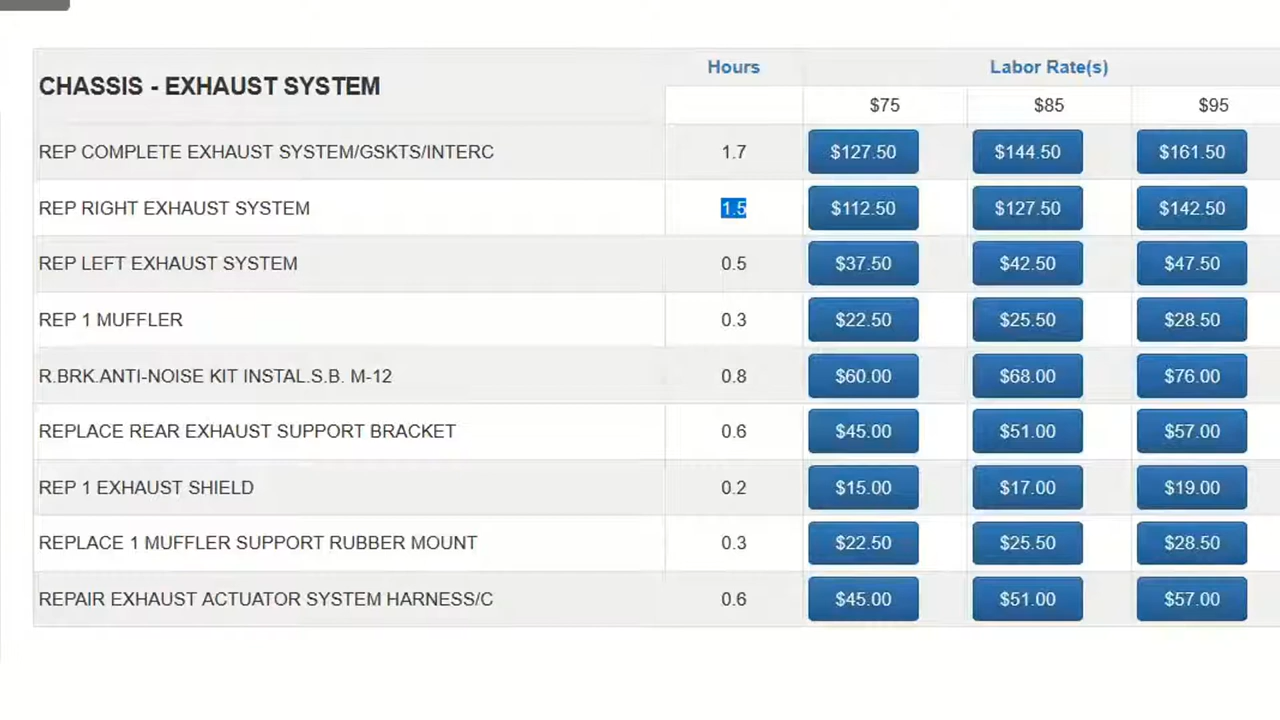 CHASSIS - EXHAUST SYSTEM Hours Labor Rate(s)
$75 $85 $95
REP COMPLETE EXHAUST SYSTEM/GSKTS/INTERC 1.7 $127.50 $144.50 $161.50
REP RIGHT EXHAUST SYSTEM 1.5 $112.50 $127.50 $142.50
REP LEFT EXHAUST SYSTEM 0.5 $37.50 $42.50 $47.50
REP 1 MUFFLER 0.3 $22.50 $25.50 $28.50
R.BRK.ANTI-NOISE KIT INSTAL.S.B. M-12 0.8 $60.00 $68.00 $76.00
REPLACE REAR EXHAUST SUPPORT BRACKET 0.6 $45.00 $51.00 $57.00
REP 1 EXHAUST SHIELD 0.2 $15.00 $17.00 $19.00
REPLACE 1 MUFFLER SUPPORT RUBBER MOUNT 0.3 $22.50 $25.50 $28.50
REPAIR EXHAUST ACTUATOR SYSTEM HARNESS/C 0.6 $45.00 $51.00 $57.00